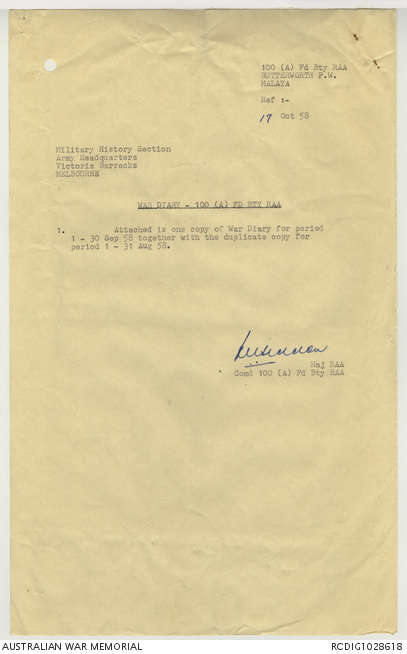 100 (A) Fd Bty RAA
BUTTERWORTH P.W.
MALAYA
Ref :-
17 Oct 58
Military History Section
Army Headquarters
Victoria Barracks
MELBOURNE
WAR DIARY - 100 (A) FD BTY RAA
1. Attached is one copy of War Diary for period
1 - 30 Sep 58 together with the duplicate copy for
period 1 - 31 Aug 58.
Maj RAA
Comd 100 (A) Fd Bty RAA
AUSTRALIAN WAR MEMORIAL
RCDIG1028618